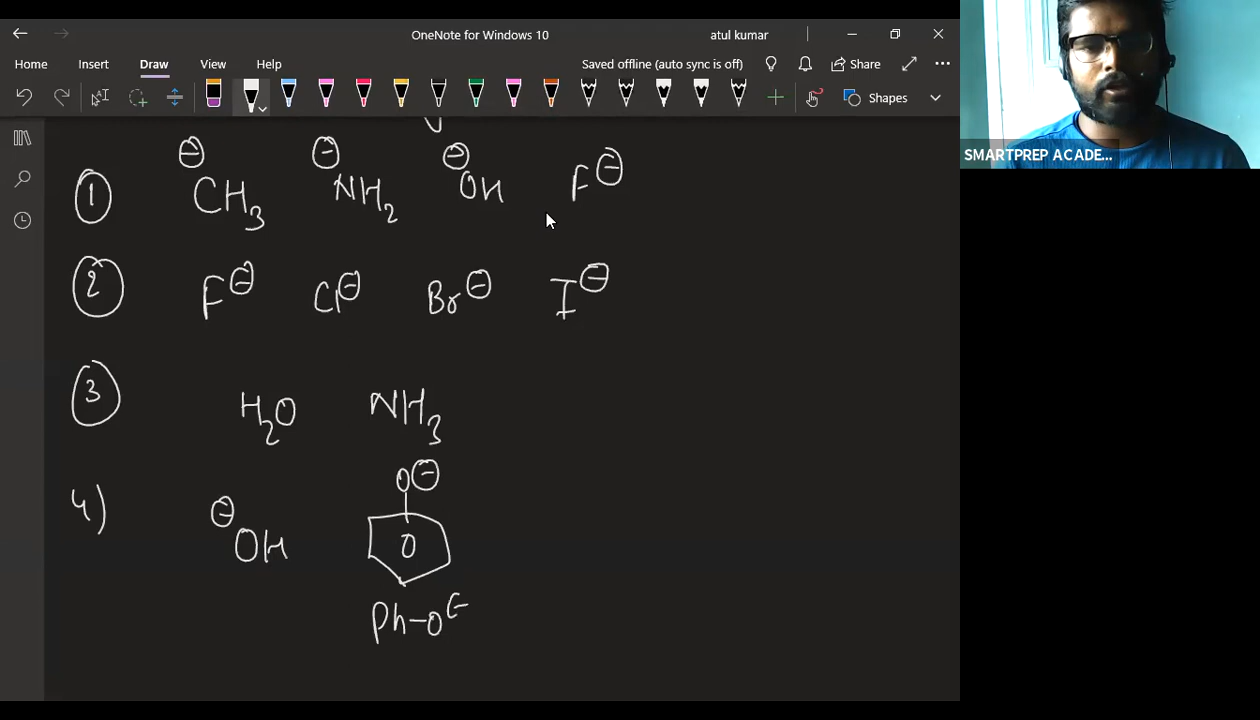 OneNote for Windows 10
atul kumar
Home Insert Draw View Help
Saved offline (auto sync is off)
Share
Shapes
SMARTPREP ACADE...
① ⊖CH₃ ⊖NH₂ ⊖OH F⊖
② F⊖ Cl⊖ Br⊖ I⊖
③ H₂O NH₃
O⊖
4) ⊖OH
Ph-O⊖